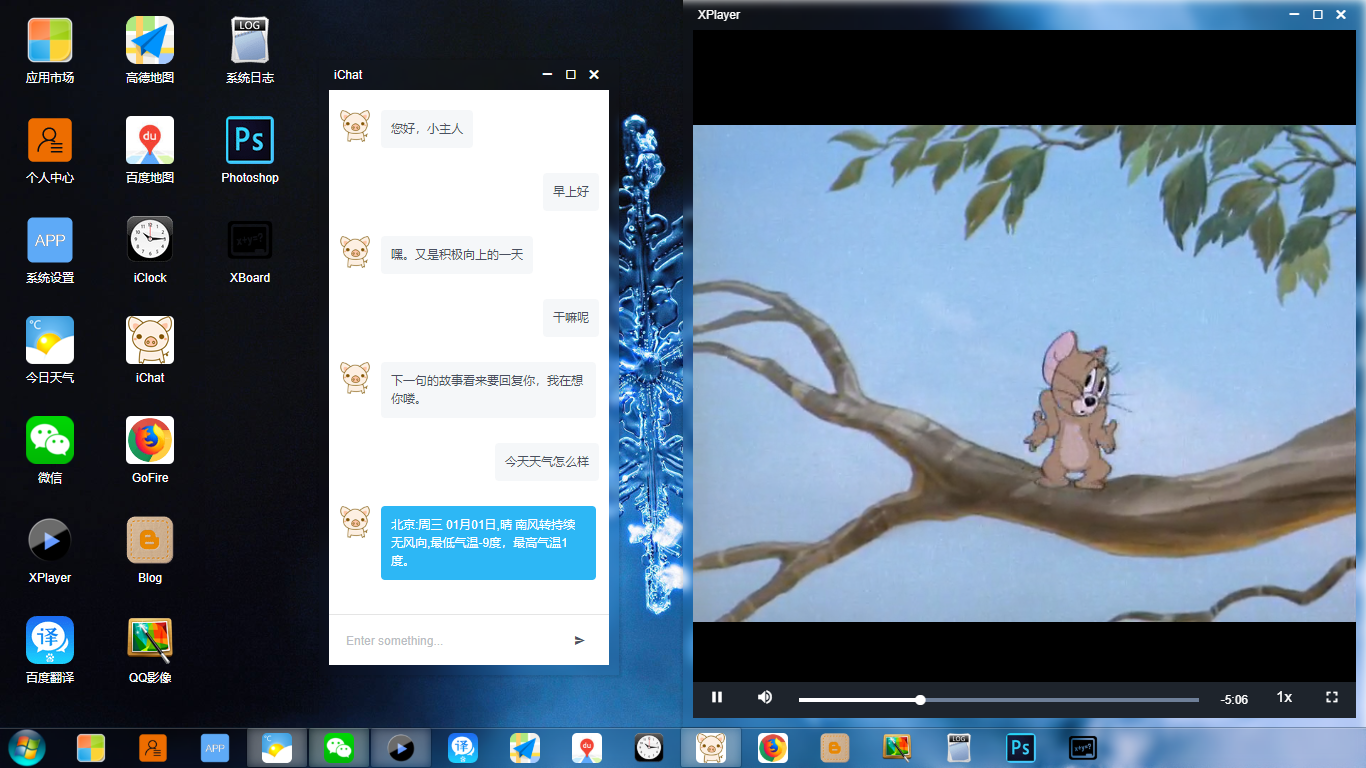 应用市场
高德地图
LOG
系统日志
个人中心
du
百度地图
Ps
Photoshop
APP
系统设置
iClock
x+y=?
XBoard
°C
今日天气
iChat
微信
GoFire
XPlayer
Blog
译
百度翻译
QQ影像
iChat
您好，小主人
早上好
嘿。又是积极向上的一天
干嘛呢
下一句的故事看来要回复你，我在想
你喽。
今天天气怎么样
北京:周三 01月01日,晴 南风转持续
无风向,最低气温-9度，最高气温1
度。
Enter something...
XPlayer
-5:06
1x
°C
APP
译
du
LOG
Ps
x+y=?